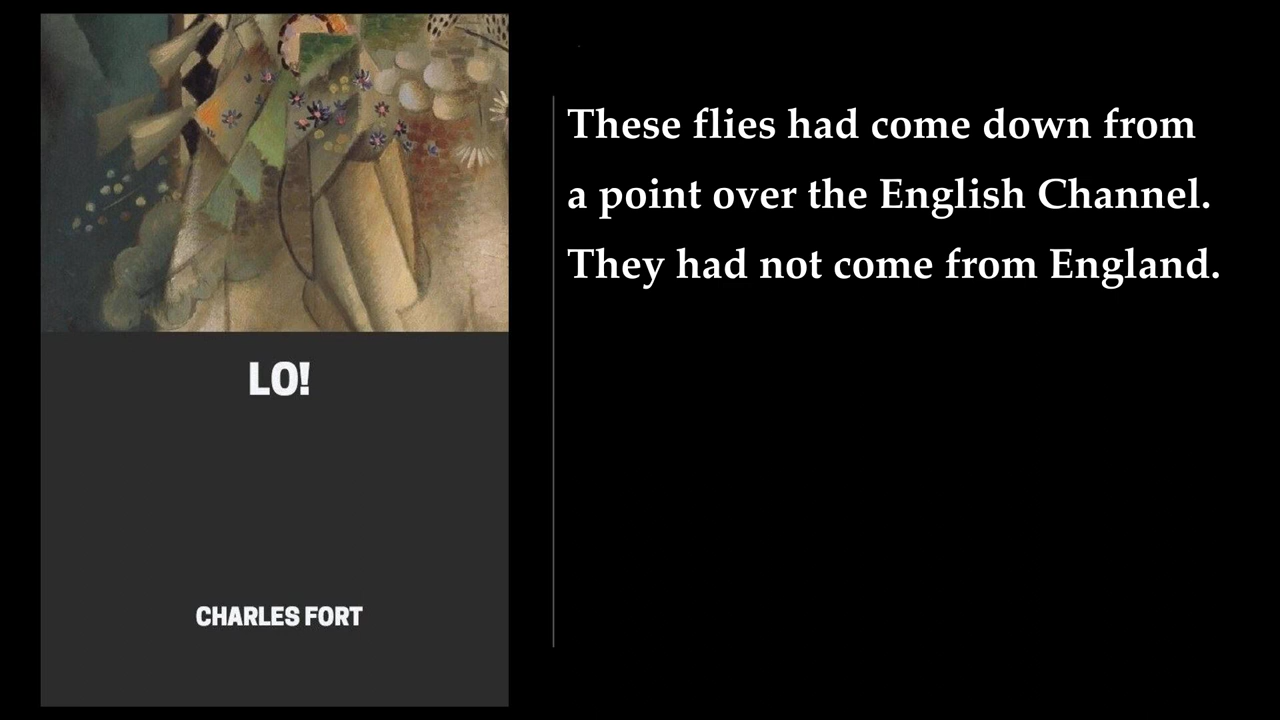 LO!
CHARLES FORT
These flies had come down from
a point over the English Channel.
They had not come from England.